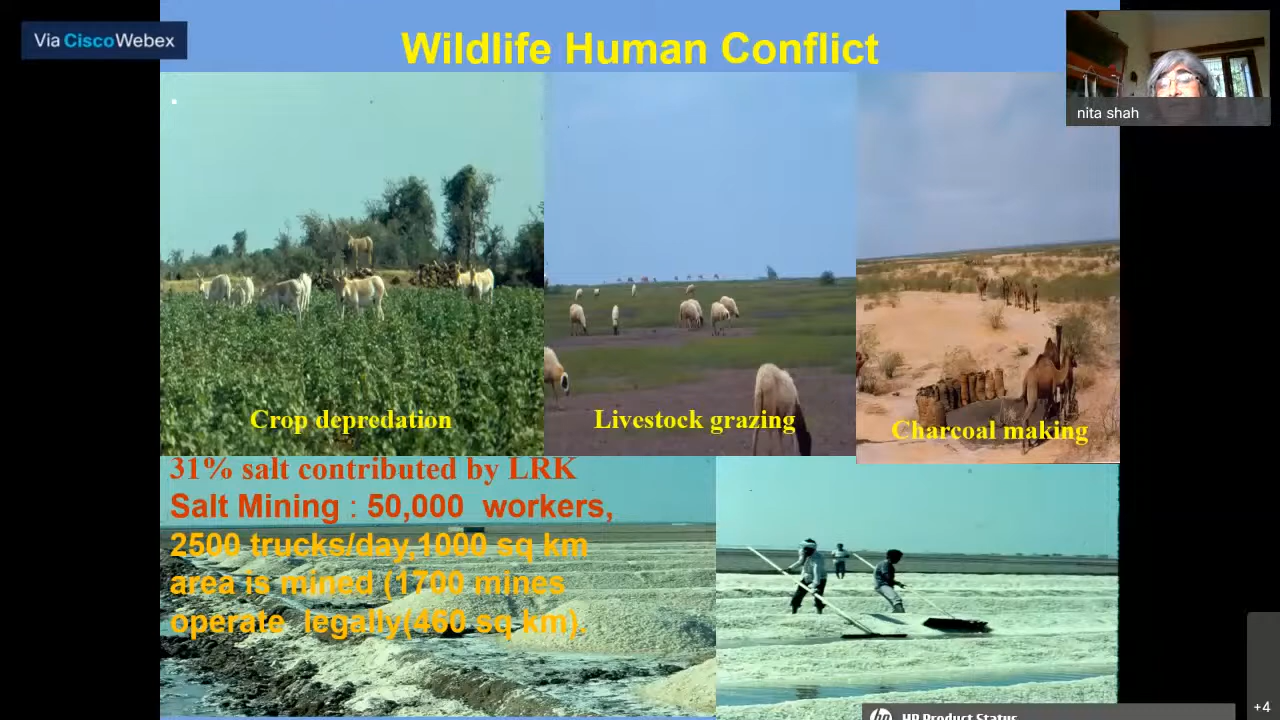 Via Cisco Webex
Wildlife Human Conflict
nita shah
Crop depredation
Livestock grazing
Charcoal making
31% salt contributed by LRK
Salt Mining : 50,000 workers,
2500 trucks/day,1000 sq km
area is mined (1700 mines
operate legally(460 sq km).
+4
hp HP Product Status